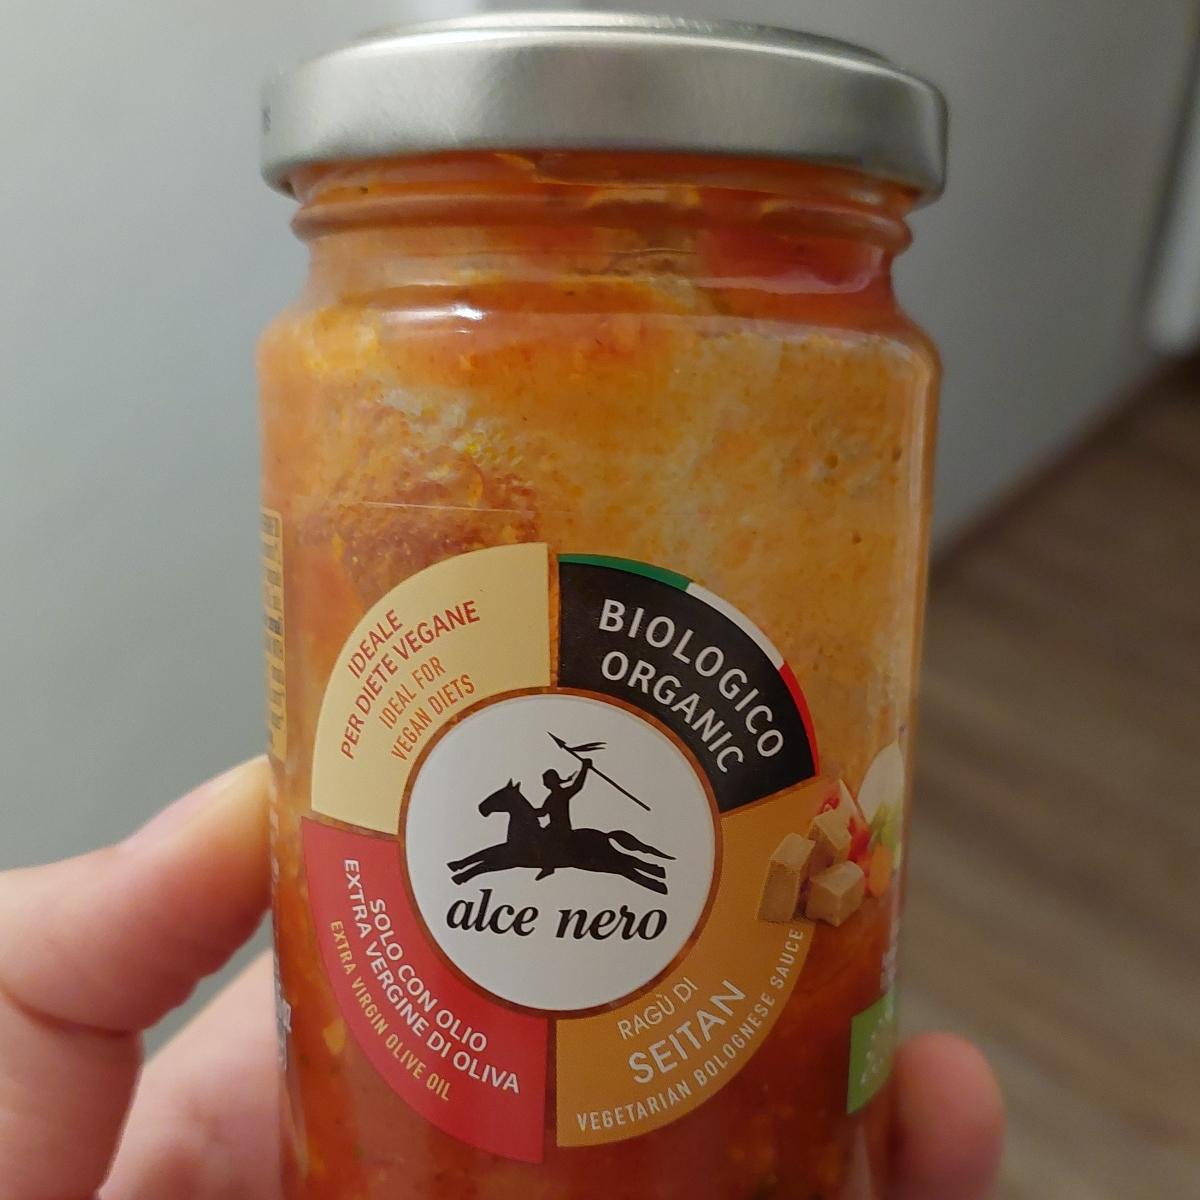 IDEALE
PER DIETE VEGANE
IDEAL FOR
VEGAN DIETS
BIOLOGICO
ORGANIC
alce nero
SOLO CON OLIO
EXTRA VERGINE DI OLIVA
EXTRA VIRGIN OLIVE OIL
RAGÙ DI
SEITAN
VEGETARIAN BOLOGNESE SAUCE